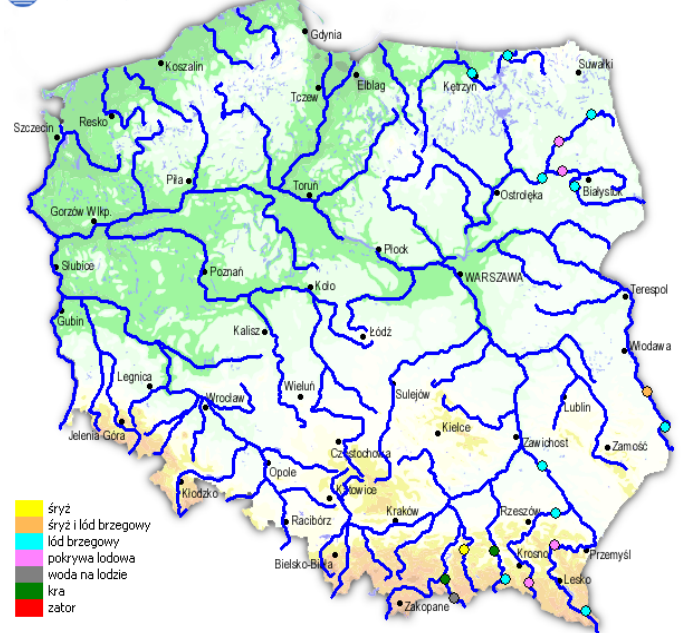 Gdynia
Koszalin
Suwałki
Elbląg
Kętrzyn
Tczew
Resko
Szczecin
Piła
Toruń
Białystok
Ostrołęka
Gorzów Wlkp.
Płock
Słubice
Poznań
WARSZAWA
Koło
Terespol
Gubin
Kalisz
Łódź
Włodawa
Legnica
Wieluń
Sulejów
Wrocław
Lublin
Jelenia Góra
Kielce
Zawichost
Zamość
Częstochowa
Opole
Kłodzko
Katowice
Kraków
Rzeszów
Racibórz
Krosno
Przemyśl
Bielsko-Biała
Lesko
Zakopane
śryż
śryż i lód brzegowy
lód brzegowy
pokrywa lodowa
woda na lodzie
kra
zator